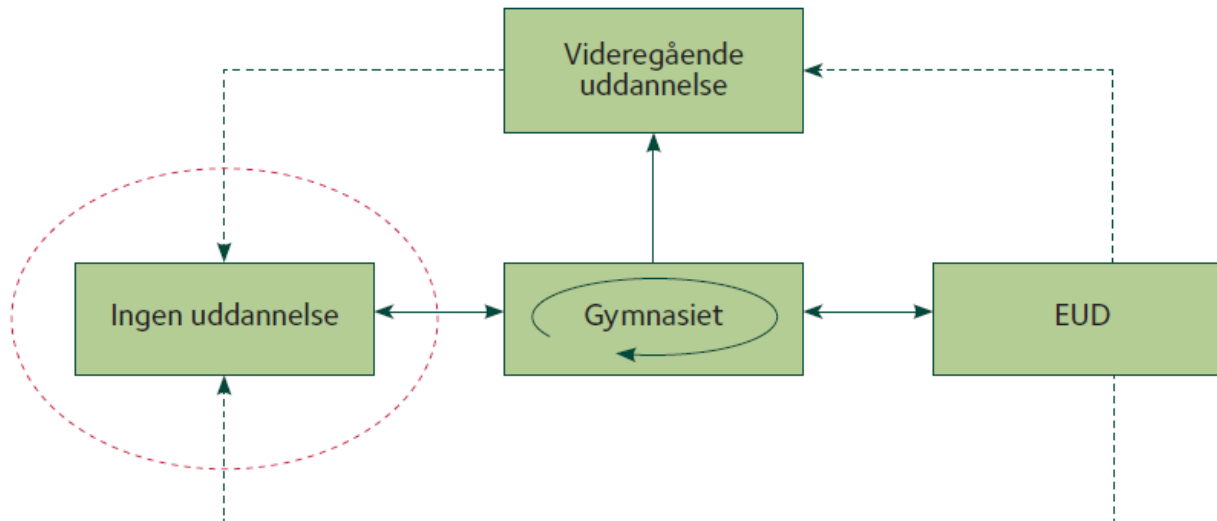 Videregående
uddannelse
Ingen uddannelse
Gymnasiet
EUD